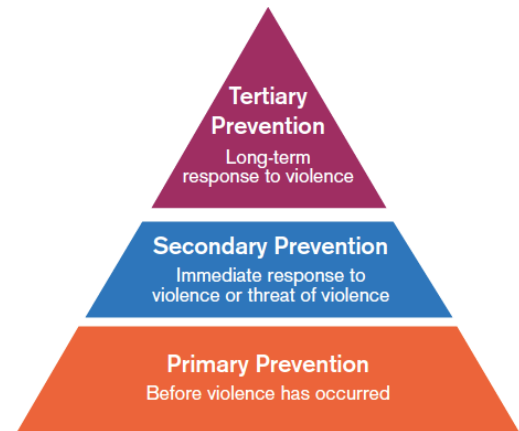 Tertiary
Prevention
Long-term
response to violence
Secondary Prevention
Immediate response to
violence or threat of violence
Primary Prevention
Before violence has occurred